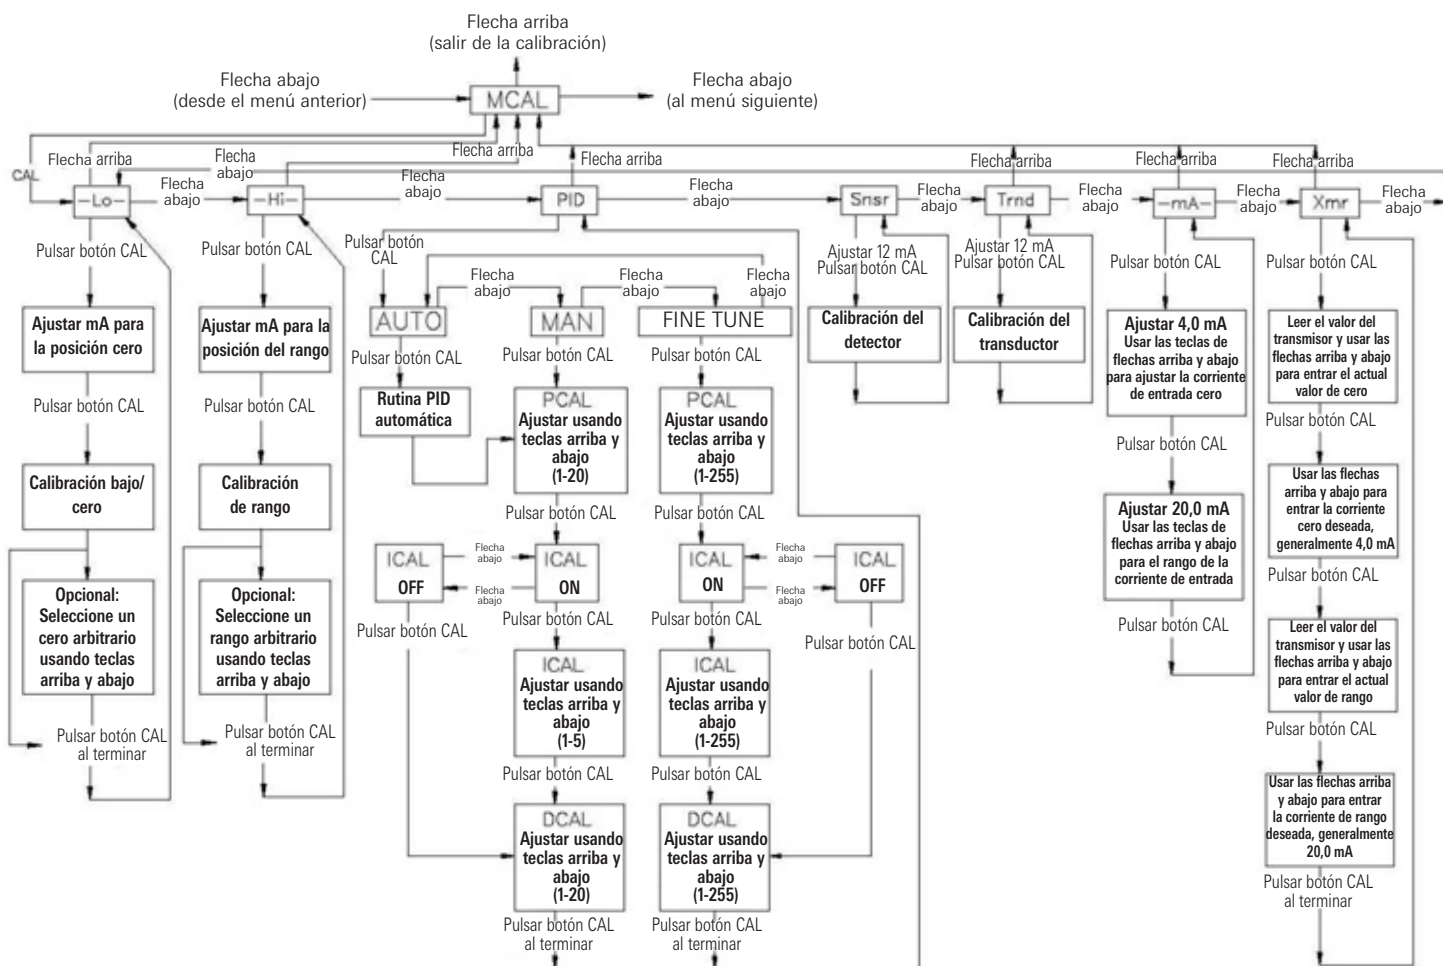 Flecha arriba
(salir de la calibración)
Flecha abajo
(desde el menú anterior)
MCAL
Flecha abajo
(al menú siguiente)
CAL
Flecha arriba
Flecha
abajo
Flecha arriba
Flecha arriba
Flecha arriba
Flecha arriba
Flecha arriba
-Lo-
Flecha
abajo
-Hi-
Flecha
abajo
PID
Flecha
abajo
Snsr
Flecha
abajo
Trnd
Flecha
abajo
-mA-
Flecha
abajo
Xmr
Flecha
abajo
Pulsar botón CAL
Ajustar mA para
la posición cero
Pulsar botón CAL
Calibración bajo/
cero
Opcional:
Seleccione un
cero arbitrario
usando teclas
arriba y abajo
Pulsar botón CAL
al terminar
Pulsar botón CAL
Ajustar mA para la
posición del rango
Pulsar botón CAL
Calibración
de rango
Opcional:
Seleccione un
rango arbitrario
usando teclas
arriba y abajo
Pulsar botón CAL
al terminar
Pulsar botón
CAL
AUTO
Flecha
abajo
MAN
Flecha
abajo
FINE TUNE
Flecha
abajo
Pulsar botón CAL
Rutina PID
automática
Pulsar botón CAL
PCAL
Ajustar usando
teclas arriba y
abajo
(1-20)
Pulsar botón CAL
ICAL
OFF
Flecha
abajo
Flecha
abajo
ICAL
ON
Pulsar botón CAL
Pulsar botón CAL
ICAL
Ajustar usando
teclas arriba y
abajo
(1-5)
Pulsar botón CAL
DCAL
Ajustar usando
teclas arriba y
abajo
(1-20)
Pulsar botón CAL
al terminar
Pulsar botón CAL
PCAL
Ajustar usando
teclas arriba y
abajo
(1-255)
Pulsar botón CAL
ICAL
ON
Flecha
abajo
Flecha
abajo
ICAL
OFF
Pulsar botón CAL
Pulsar botón CAL
ICAL
Ajustar usando
teclas arriba y
abajo
(1-255)
Pulsar botón CAL
DCAL
Ajustar usando
teclas arriba y
abajo
(1-255)
Pulsar botón CAL
al terminar
Ajustar 12 mA
Pulsar botón CAL
Calibración del
detector
Ajustar 12 mA
Pulsar botón CAL
Calibración del
transductor
Pulsar botón CAL
Ajustar 4,0 mA
Usar las teclas de
flechas arriba y abajo
para ajustar la corriente
de entrada cero
Pulsar botón CAL
Ajustar 20,0 mA
Usar las teclas de
flechas arriba y abajo
para el rango de la
corriente de entrada
Pulsar botón CAL
Pulsar botón CAL
Leer el valor del
transmisor y usar las
flechas arriba y abajo
para entrar el actual
valor de cero
Pulsar botón CAL
Usar las flechas
arriba y abajo para
entrar la corriente
cero deseada,
generalmente 4,0 mA
Pulsar botón CAL
Leer el valor del
transmisor y usar las
flechas arriba y abajo
para entrar el actual
valor de rango
Pulsar botón CAL
Usar las flechas arriba
y abajo para entrar
la corriente de rango
deseada, generalmente
20,0 mA
Pulsar botón CAL
al terminar